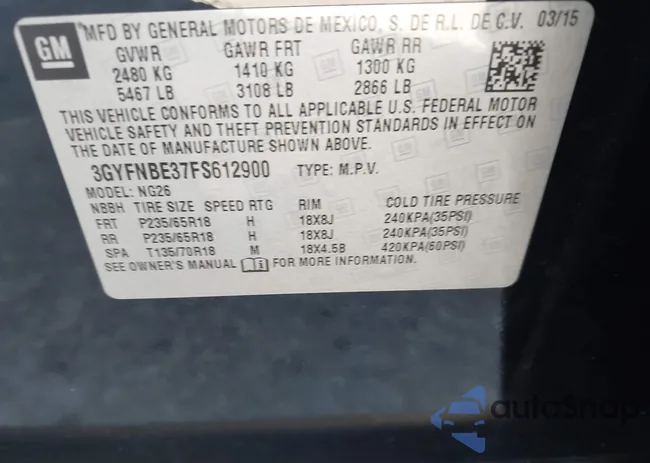 GM
MFD BY GENERAL MOTORS DE MEXICO, S. DE R.L. DE C.V. 03/15
GVWR GAWR FRT GAWR RR
2480 KG 1410 KG 1300 KG
5467 LB 3108 LB 2866 LB
THIS VEHICLE CONFORMS TO ALL APPLICABLE U.S. FEDERAL MOTOR
VEHICLE SAFETY AND THEFT PREVENTION STANDARDS IN EFFECT ON
THE DATE OF MANUFACTURE SHOWN ABOVE.
3GYFNBE37FS612900 TYPE: M.P.V.
MODEL: NG26
NBBH TIRE SIZE SPEED RTG RIM COLD TIRE PRESSURE
FRT P235/65R18 H 18X8J 240KPA(35PSI)
RR P235/65R18 H 18X8J 240KPA(35PSI)
SPA T135/70R18 M 18X4.5B 420KPA(60PSI)
SEE OWNER'S MANUAL FOR MORE INFORMATION.
autoSnap